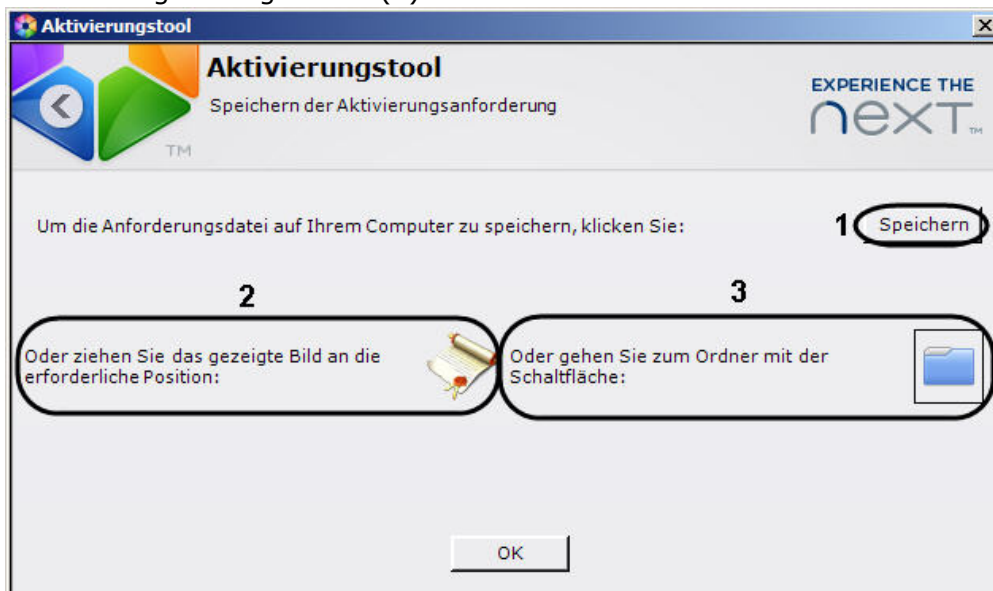 Aktivierungstool
Aktivierungstool
Speichern der Aktivierungsanforderung
EXPERIENCE THE
next™
TM
Um die Anforderungsdatei auf Ihrem Computer zu speichern, klicken Sie:
1 Speichern
2
3
Oder ziehen Sie das gezeigte Bild an die
erforderliche Position:
Oder gehen Sie zum Ordner mit der
Schaltfläche:
OK